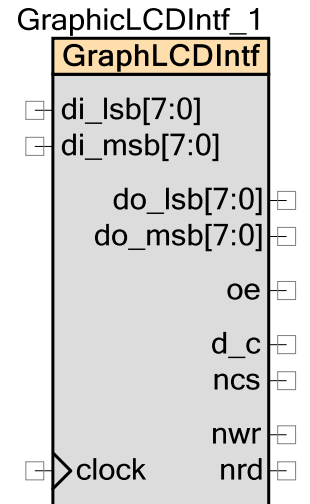 GraphicLCDIntf_1
GraphLCDIntf
di_lsb[7:0]
di_msb[7:0]
do_lsb[7:0]
do_msb[7:0]
oe
d_c
ncs
nwr
clock nrd